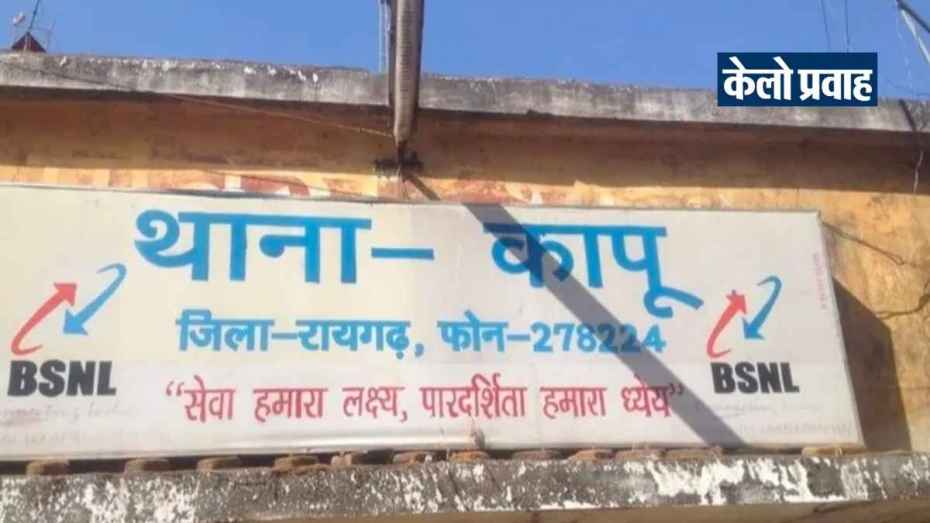 केलो प्रवाह
थाना- कापू
जिला-रायगढ़, फोन-278224
"सेवा हमारा लक्ष्य, पारदर्शिता हमारा ध्येय"
BSNL
BSNL